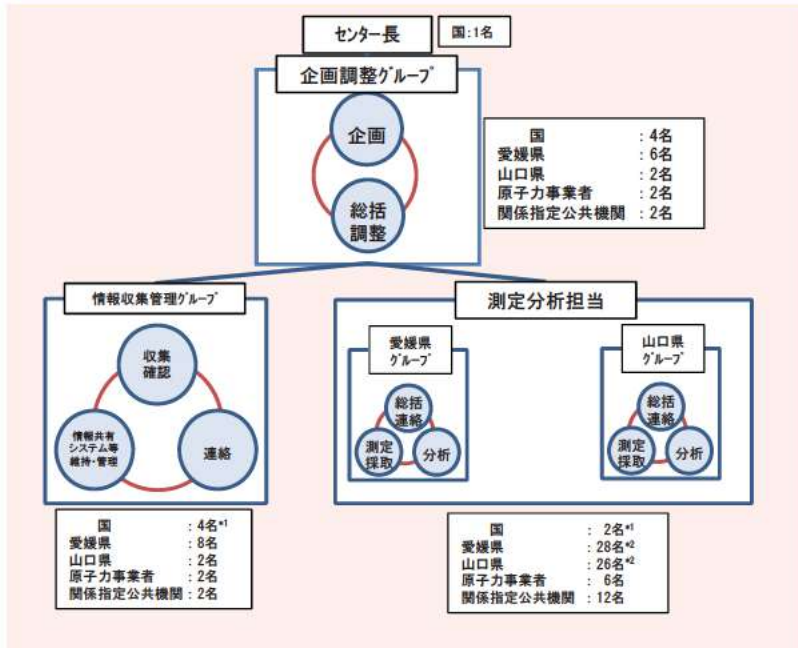 センター長
国:1名
企画調整グループ
企画
総括
調整
国 : 4名
愛媛県 : 6名
山口県 : 2名
原子力事業者 : 2名
関係指定公共機関 : 2名
情報収集管理グループ
収集
確認
情報共有
システム等
維持・管理
連絡
国 : 4名*1
愛媛県 : 8名
山口県 : 2名
原子力事業者 : 2名
関係指定公共機関 : 2名
測定分析担当
愛媛県
グループ
総括
連絡
測定
採取
分析
山口県
グループ
総括
連絡
測定
採取
分析
国 : 2名*1
愛媛県 : 28名*2
山口県 : 26名*2
原子力事業者 : 6名
関係指定公共機関 : 12名